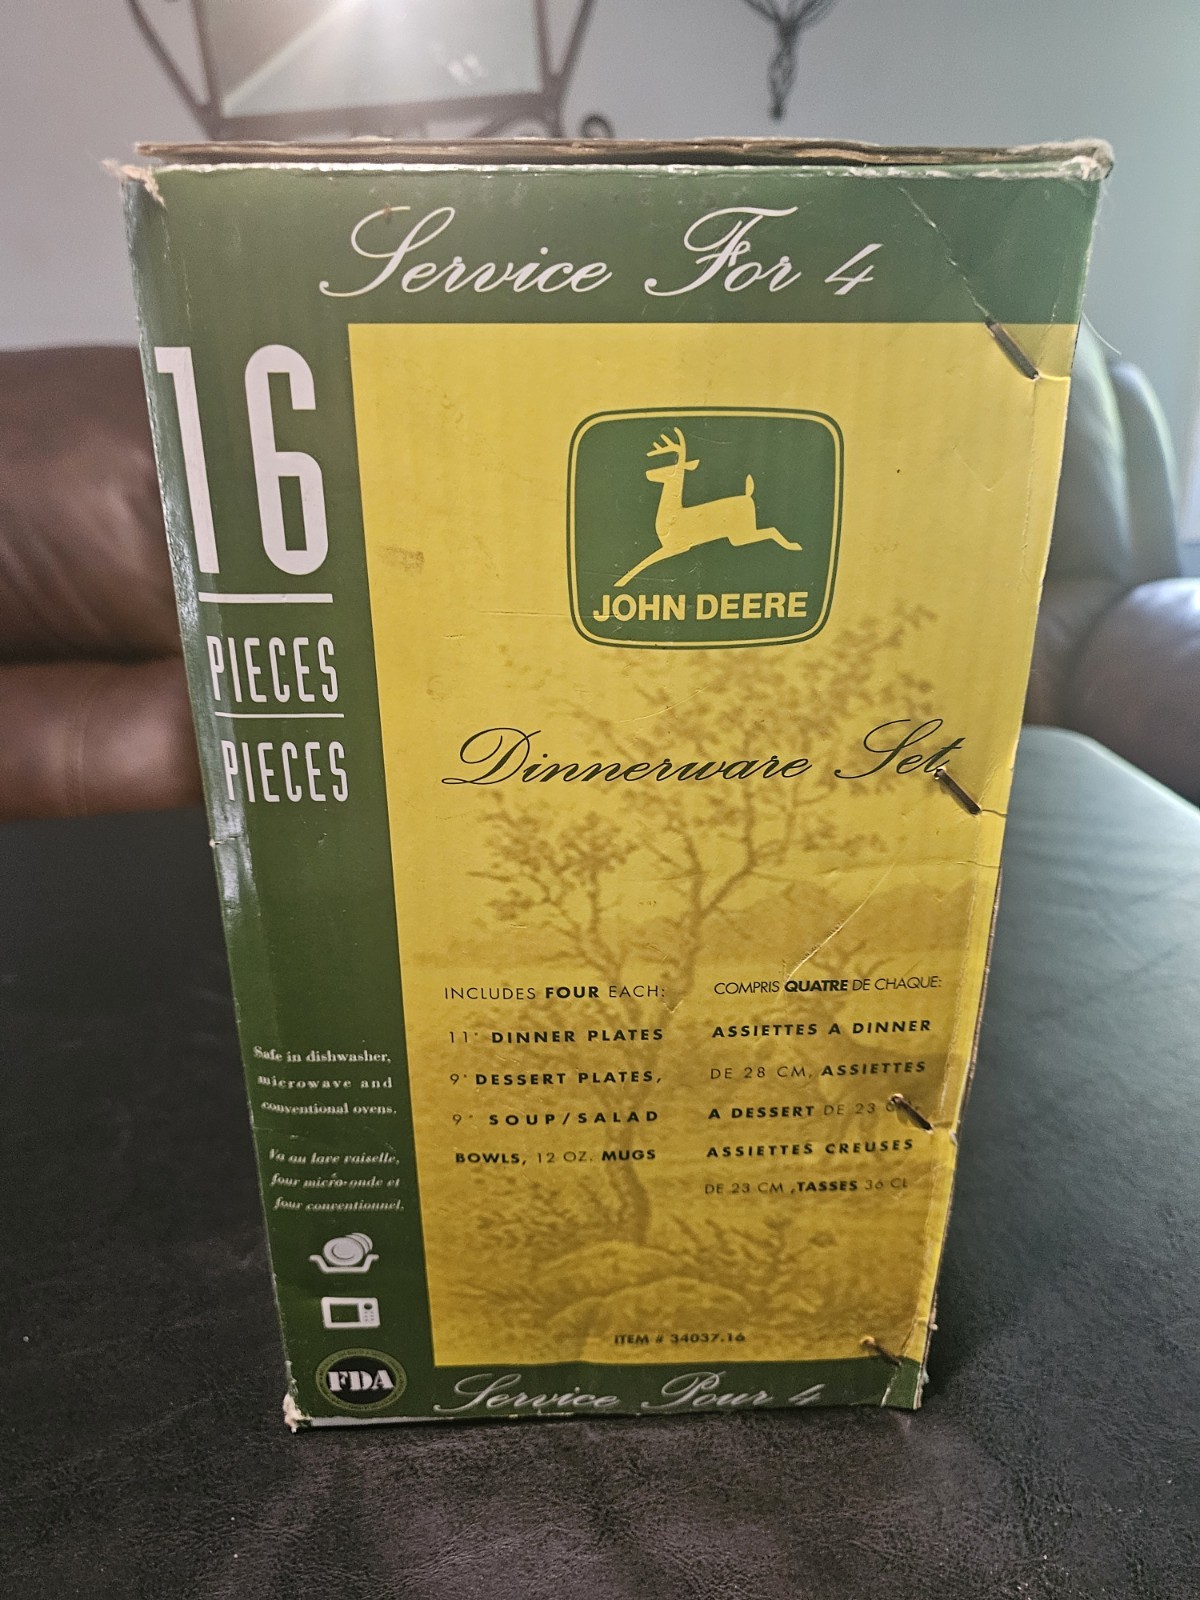 Service For 4
16
PIECES
PIECES
JOHN DEERE
Dinnerware Set
INCLUDES FOUR EACH:
11" DINNER PLATES
9" DESSERT PLATES,
9" SOUP/SALAD
BOWLS, 12 OZ. MUGS
COMPRIS QUATRE DE CHAQUE:
ASSIETTES A DINNER
DE 28 CM, ASSIETTES
A DESSERT DE 23
ASSIETTES CREUSES
DE 23 CM ,TASSES 36 CL
Safe in dishwasher,
microwave and
conventional ovens.
Va au lave vaiselle,
four micro-onde et
four conventionnel.
FDA
ITEM # 34037.16
Service Pour 4